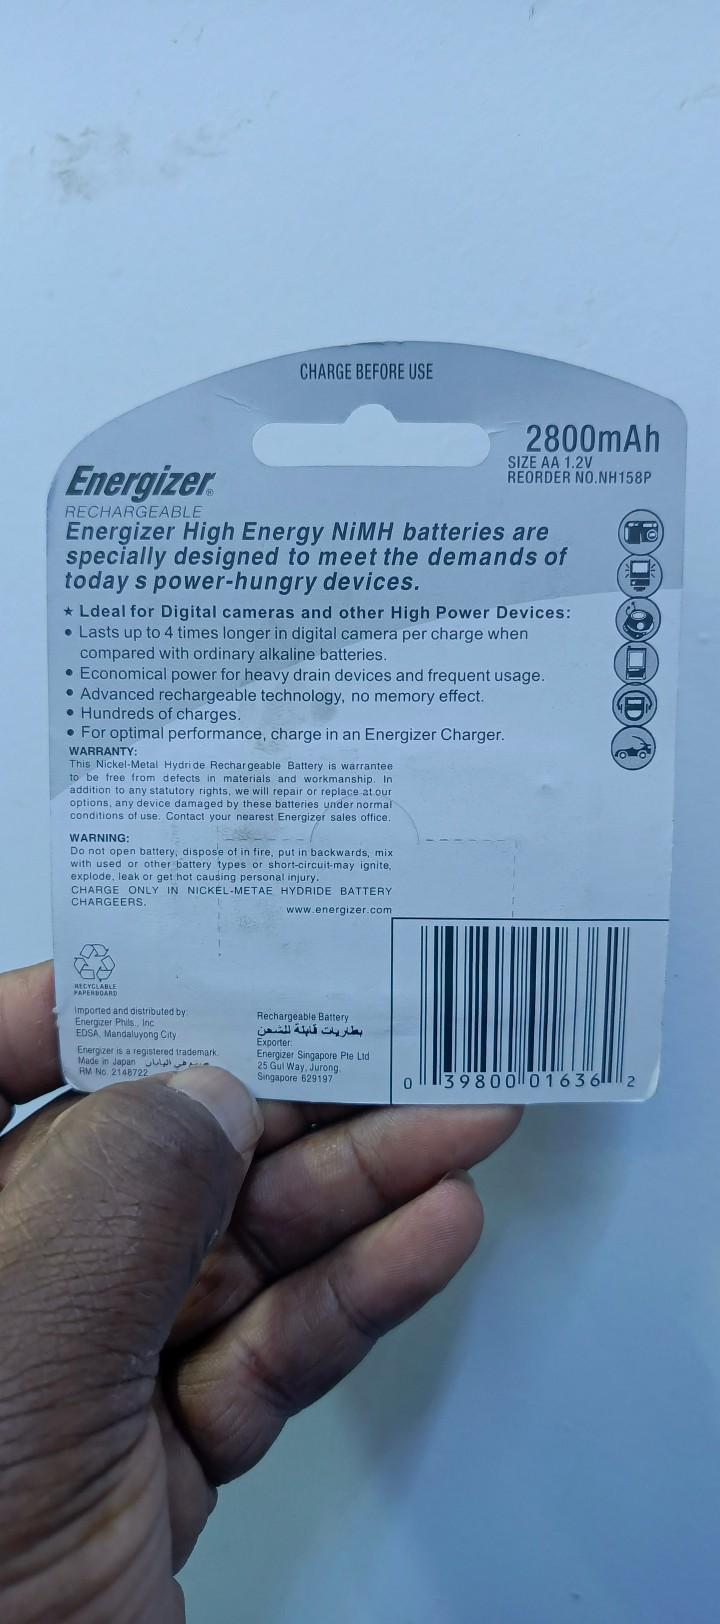 CHARGE BEFORE USE
2800mAh
SIZE AA 1.2V
REORDER NO.NH158P
Energizer®
RECHARGEABLE
Energizer High Energy NiMH batteries are
specially designed to meet the demands of
today s power-hungry devices.
★ Ldeal for Digital cameras and other High Power Devices:
• Lasts up to 4 times longer in digital camera per charge when
compared with ordinary alkaline batteries.
• Economical power for heavy drain devices and frequent usage.
• Advanced rechargeable technology, no memory effect.
• Hundreds of charges.
• For optimal performance, charge in an Energizer Charger.
WARRANTY:
This Nickel-Metal Hydride Rechargeable Battery is warrantee
to be free from defects in materials and workmanship. In
addition to any statutory rights, we will repair or replace at our
options, any device damaged by these batteries under normal
conditions of use. Contact your nearest Energizer sales office.
WARNING:
Do not open battery, dispose of in fire, put in backwards, mix
with used or other battery types or short-circuit-may ignite,
explode, leak or get hot causing personal injury.
CHARGE ONLY IN NICKEL-METAE HYDRIDE BATTERY
CHARGEERS.
www.energizer.com
RECYCLABLE
PAPERBOARD
Imported and distributed by:
Energizer Phils., Inc.
EDSA, Mandaluyong City
Energizer is a registered trademark.
Made in Japan اليابان
RM No. 2148722
Rechargeable Battery
بطاريات قابلة للشحن
Exporter:
Energizer Singapore Pte Ltd
25 Gul Way, Jurong,
Singapore 629197
0 39800 01636 2